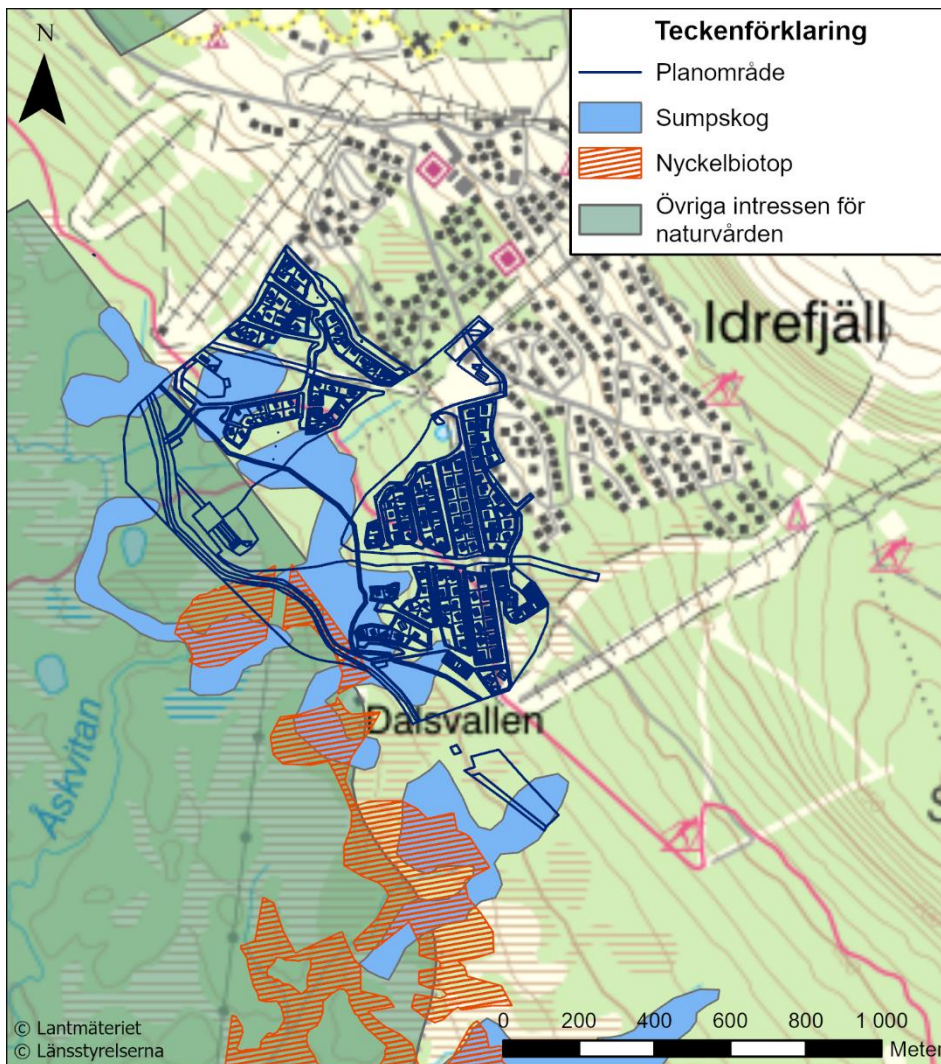 N
Teckenförklaring
Planområde
Sumpskog
Nyckelbiotop
Övriga intressen för
naturvården
Idrefjäll
Dalsvallen
Åskvitan
S
© Lantmäteriet
© Länsstyrelserna
0 200 400 600 800 1 000
Meter